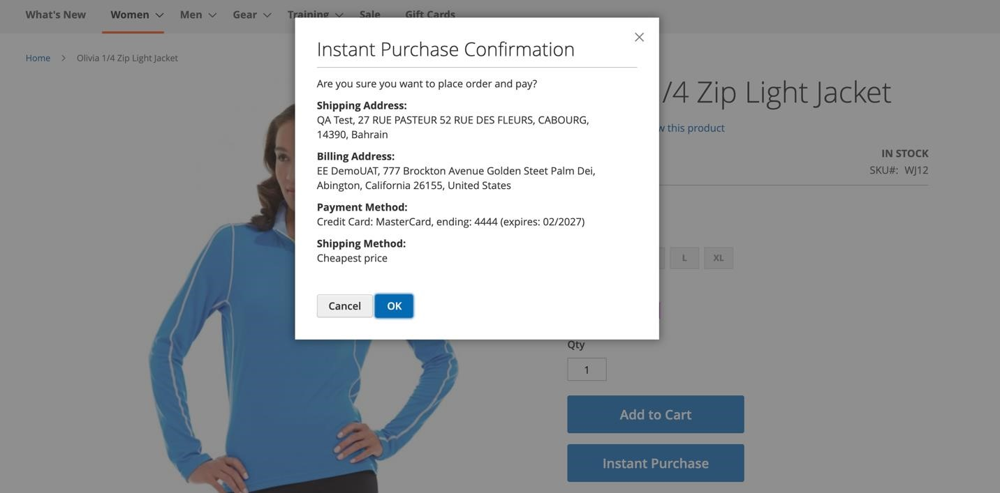 What's New Women Men Gear Training Sale Gift Cards
Home Olivia 1/4 Zip Light Jacket
Instant Purchase Confirmation
Are you sure you want to place order and pay?
Shipping Address:
QA Test, 27 RUE PASTEUR 52 RUE DES FLEURS, CABOURG,
14390, Bahrain
Billing Address:
EE DemoUAT, 777 Brockton Avenue Golden Steet Palm Dei,
Abington, California 26155, United States
Payment Method:
Credit Card: MasterCard, ending: 4444 (expires: 02/2027)
Shipping Method:
Cheapest price
Cancel OK
/4 Zip Light Jacket
this product
IN STOCK
SKU#: WJ12
L XL
Qty
1
Add to Cart
Instant Purchase